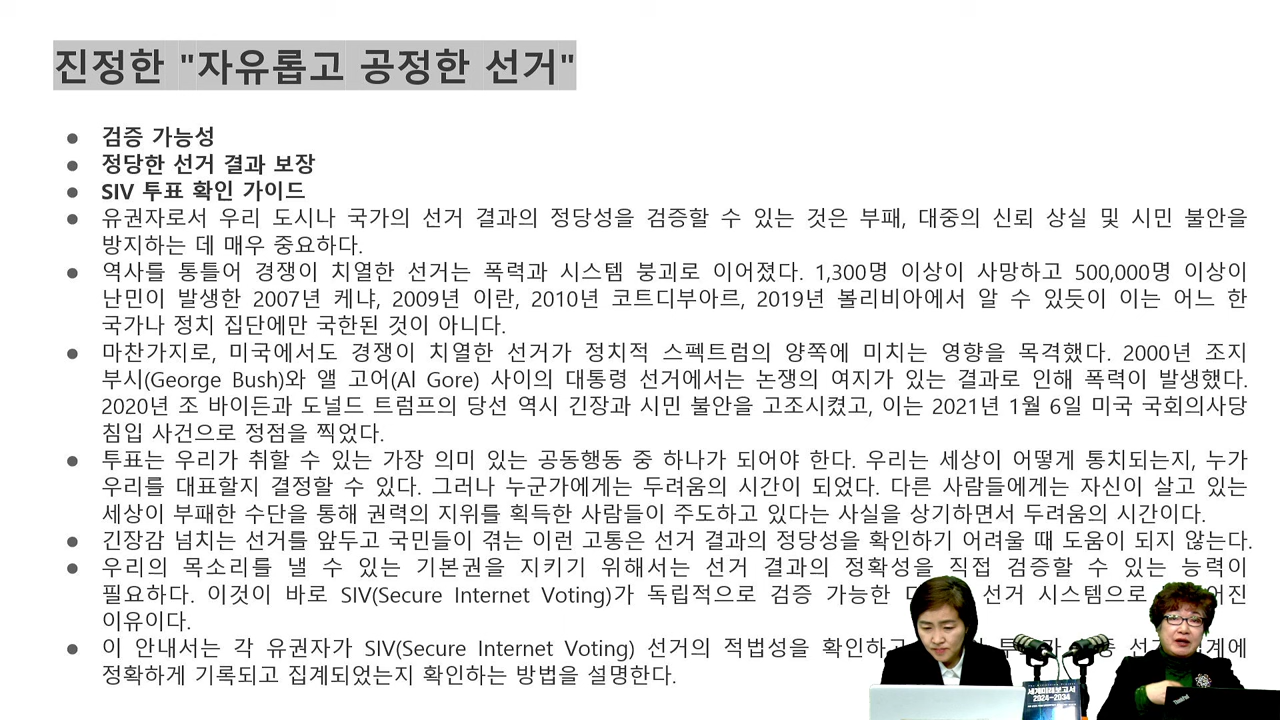 진정한 "자유롭고 공정한 선거"
● 검증 가능성
● 정당한 선거 결과 보장
● SIV 투표 확인 가이드
● 유권자로서 우리 도시나 국가의 선거 결과의 정당성을 검증할 수 있는 것은 부패, 대중의 신뢰 상실 및 시민 불안을
방지하는 데 매우 중요하다.
● 역사를 통틀어 경쟁이 치열한 선거는 폭력과 시스템 붕괴로 이어졌다. 1,300명 이상이 사망하고 500,000명 이상이
난민이 발생한 2007년 케냐, 2009년 이란, 2010년 코트디부아르, 2019년 볼리비아에서 알 수 있듯이 이는 어느 한
국가나 정치 집단에만 국한된 것이 아니다.
● 마찬가지로, 미국에서도 경쟁이 치열한 선거가 정치적 스펙트럼의 양쪽에 미치는 영향을 목격했다. 2000년 조지
부시(George Bush)와 앨 고어(Al Gore) 사이의 대통령 선거에서는 논쟁의 여지가 있는 결과로 인해 폭력이 발생했다.
2020년 조 바이든과 도널드 트럼프의 당선 역시 긴장과 시민 불안을 고조시켰고, 이는 2021년 1월 6일 미국 국회의사당
침입 사건으로 정점을 찍었다.
● 투표는 우리가 취할 수 있는 가장 의미 있는 공동행동 중 하나가 되어야 한다. 우리는 세상이 어떻게 통치되는지, 누가
우리를 대표할지 결정할 수 있다. 그러나 누군가에게는 두려움의 시간이 되었다. 다른 사람들에게는 자신이 살고 있는
세상이 부패한 수단을 통해 권력의 지위를 획득한 사람들이 주도하고 있다는 사실을 상기하면서 두려움의 시간이다.
● 긴장감 넘치는 선거를 앞두고 국민들이 겪는 이런 고통은 선거 결과의 정당성을 확인하기 어려울 때 도움이 되지 않는다.
● 우리의 목소리를 낼 수 있는 기본권을 지키기 위해서는 선거 결과의 정확성을 직접 검증할 수 있는 능력이
필요하다. 이것이 바로 SIV(Secure Internet Voting)가 독립적으로 검증 가능한 선거 시스템으로
이유이다.
● 이 안내서는 각 유권자가 SIV(Secure Internet Voting) 선거의 적법성을 확인하고
정확하게 기록되고 집계되었는지 확인하는 방법을 설명한다.
세계미래보고서
2024-2034
ThinkPad